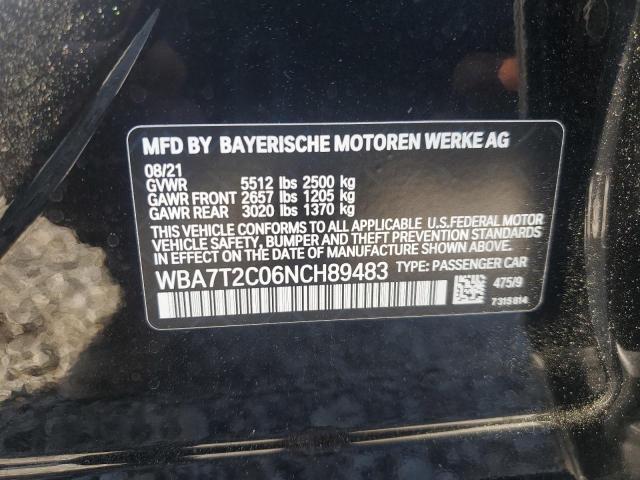 MFD BY BAYERISCHE MOTOREN WERKE AG
08/21
GVWR 5512 lbs 2500 kg
GAWR FRONT 2657 lbs 1205 kg
GAWR REAR 3020 lbs 1370 kg
THIS VEHICLE CONFORMS TO ALL APPLICABLE U.S.FEDERAL MOTOR
VEHICLE SAFETY, BUMPER AND THEFT PREVENTION STANDARDS
IN EFFECT ON THE DATE OF MANUFACTURE SHOWN ABOVE.
WBA7T2C06NCH89483 TYPE: PASSENGER CAR
475/9
7315814